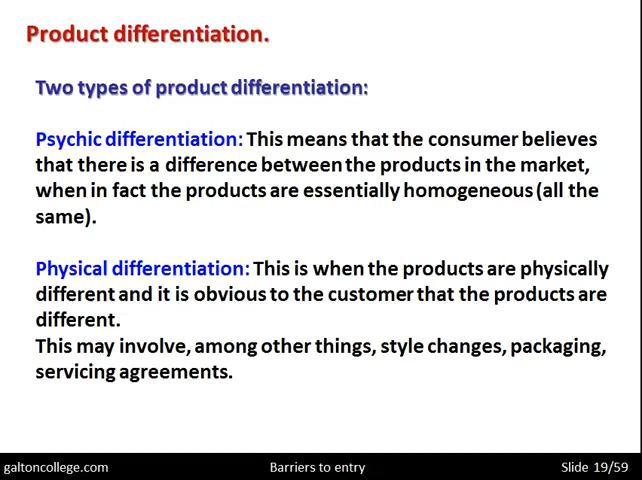 Product differentiation.
Two types of product differentiation:
Psychic differentiation: This means that the consumer believes
that there is a difference between the products in the market,
when in fact the products are essentially homogeneous (all the
same).
Physical differentiation: This is when the products are physically
different and it is obvious to the customer that the products are
different.
This may involve, among other things, style changes, packaging,
servicing agreements.
galtoncollege.com Barriers to entry Slide 19/59